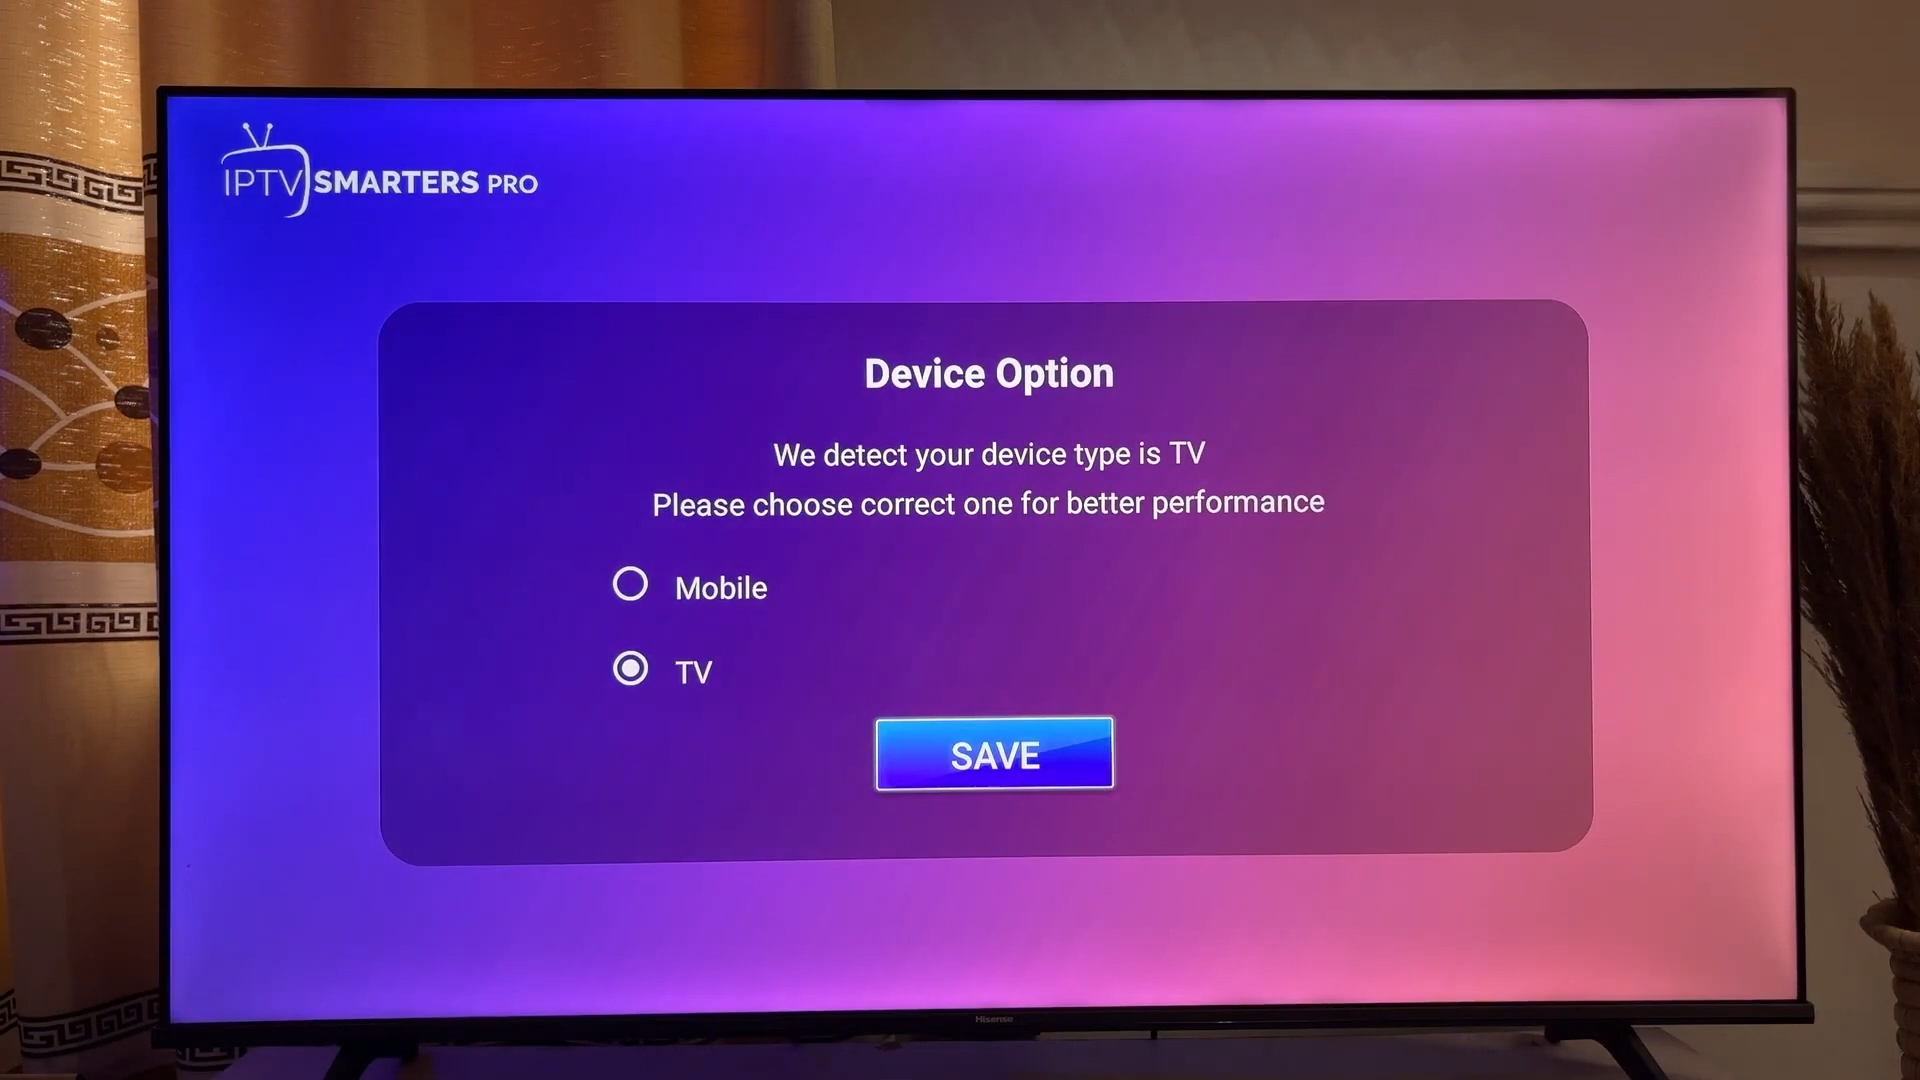 IPTV SMARTERS PRO
Device Option
We detect your device type is TV
Please choose correct one for better performance
Mobile
TV
SAVE
Hisense